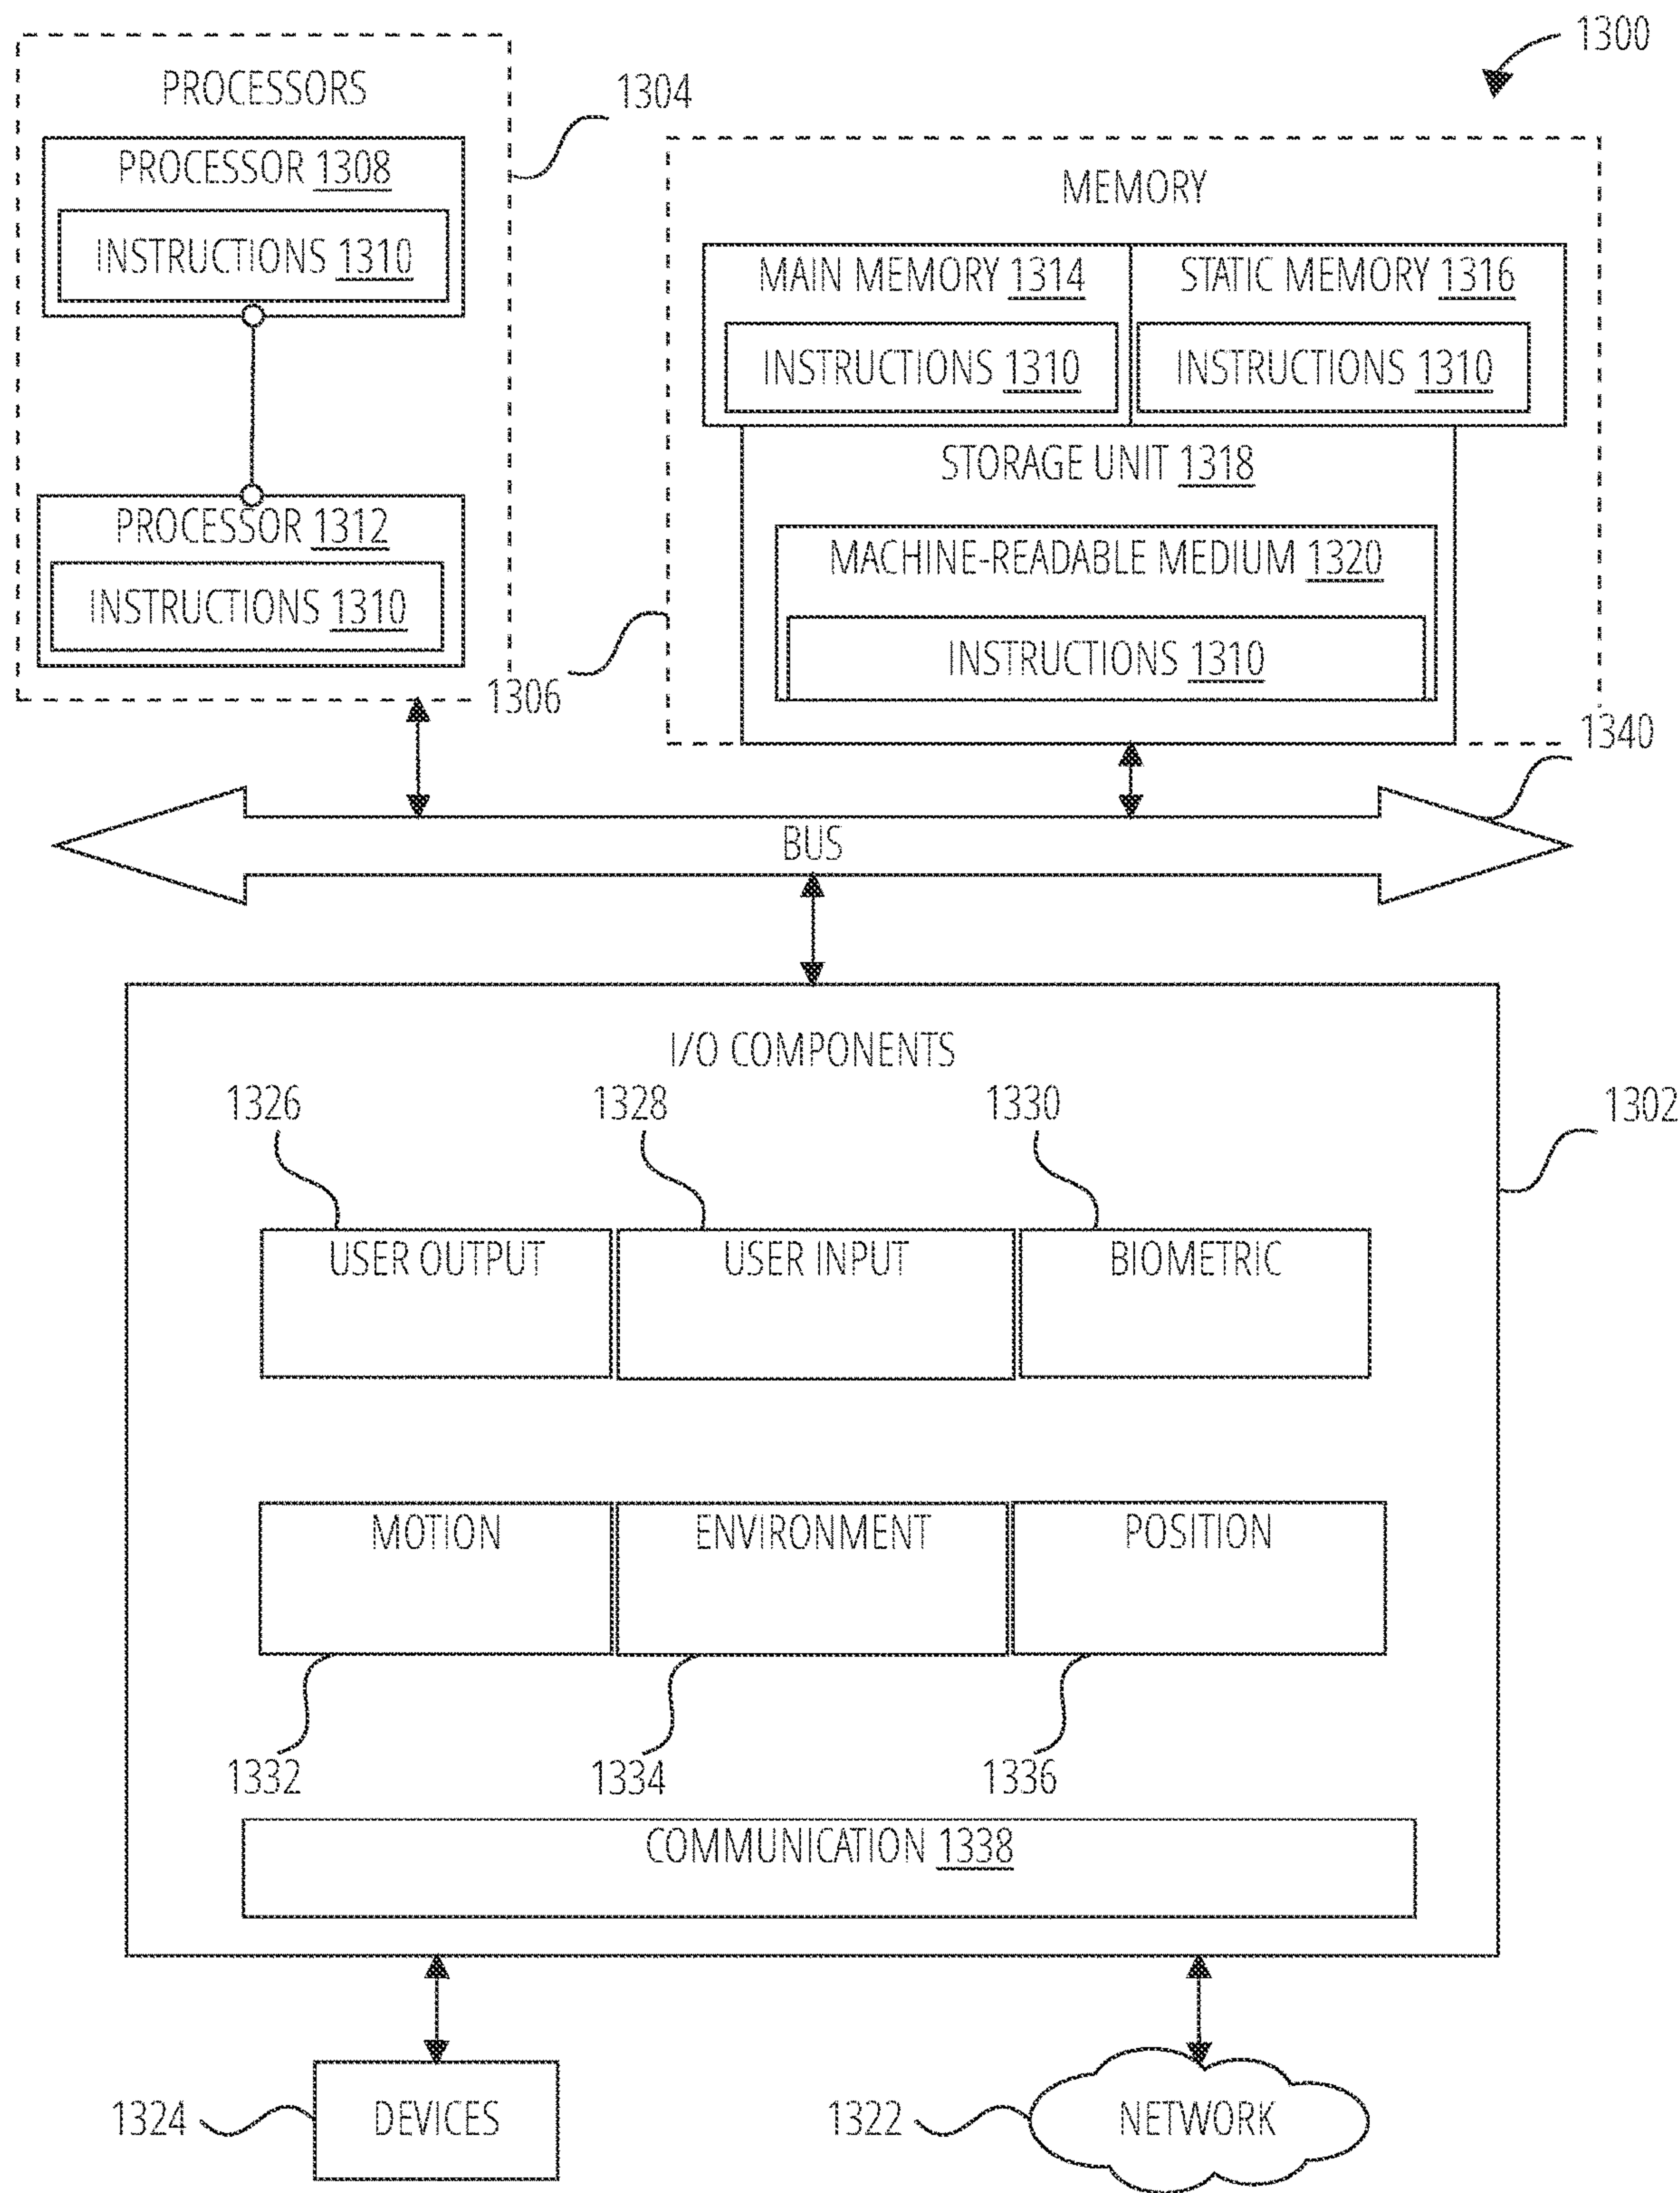 1300
PROCESSORS
1304
PROCESSOR 1308
INSTRUCTIONS 1310
PROCESSOR 1312
INSTRUCTIONS 1310
MEMORY
MAIN MEMORY 1314
STATIC MEMORY 1316
INSTRUCTIONS 1310
INSTRUCTIONS 1310
STORAGE UNIT 1318
MACHINE-READABLE MEDIUM 1320
INSTRUCTIONS 1310
1306
1340
BUS
I/O COMPONENTS
1326
1328
1330
1302
USER OUTPUT
USER INPUT
BIOMETRIC
MOTION
ENVIRONMENT
POSITION
1332
1334
1336
COMMUNICATION 1338
1324
DEVICES
1322
NETWORK